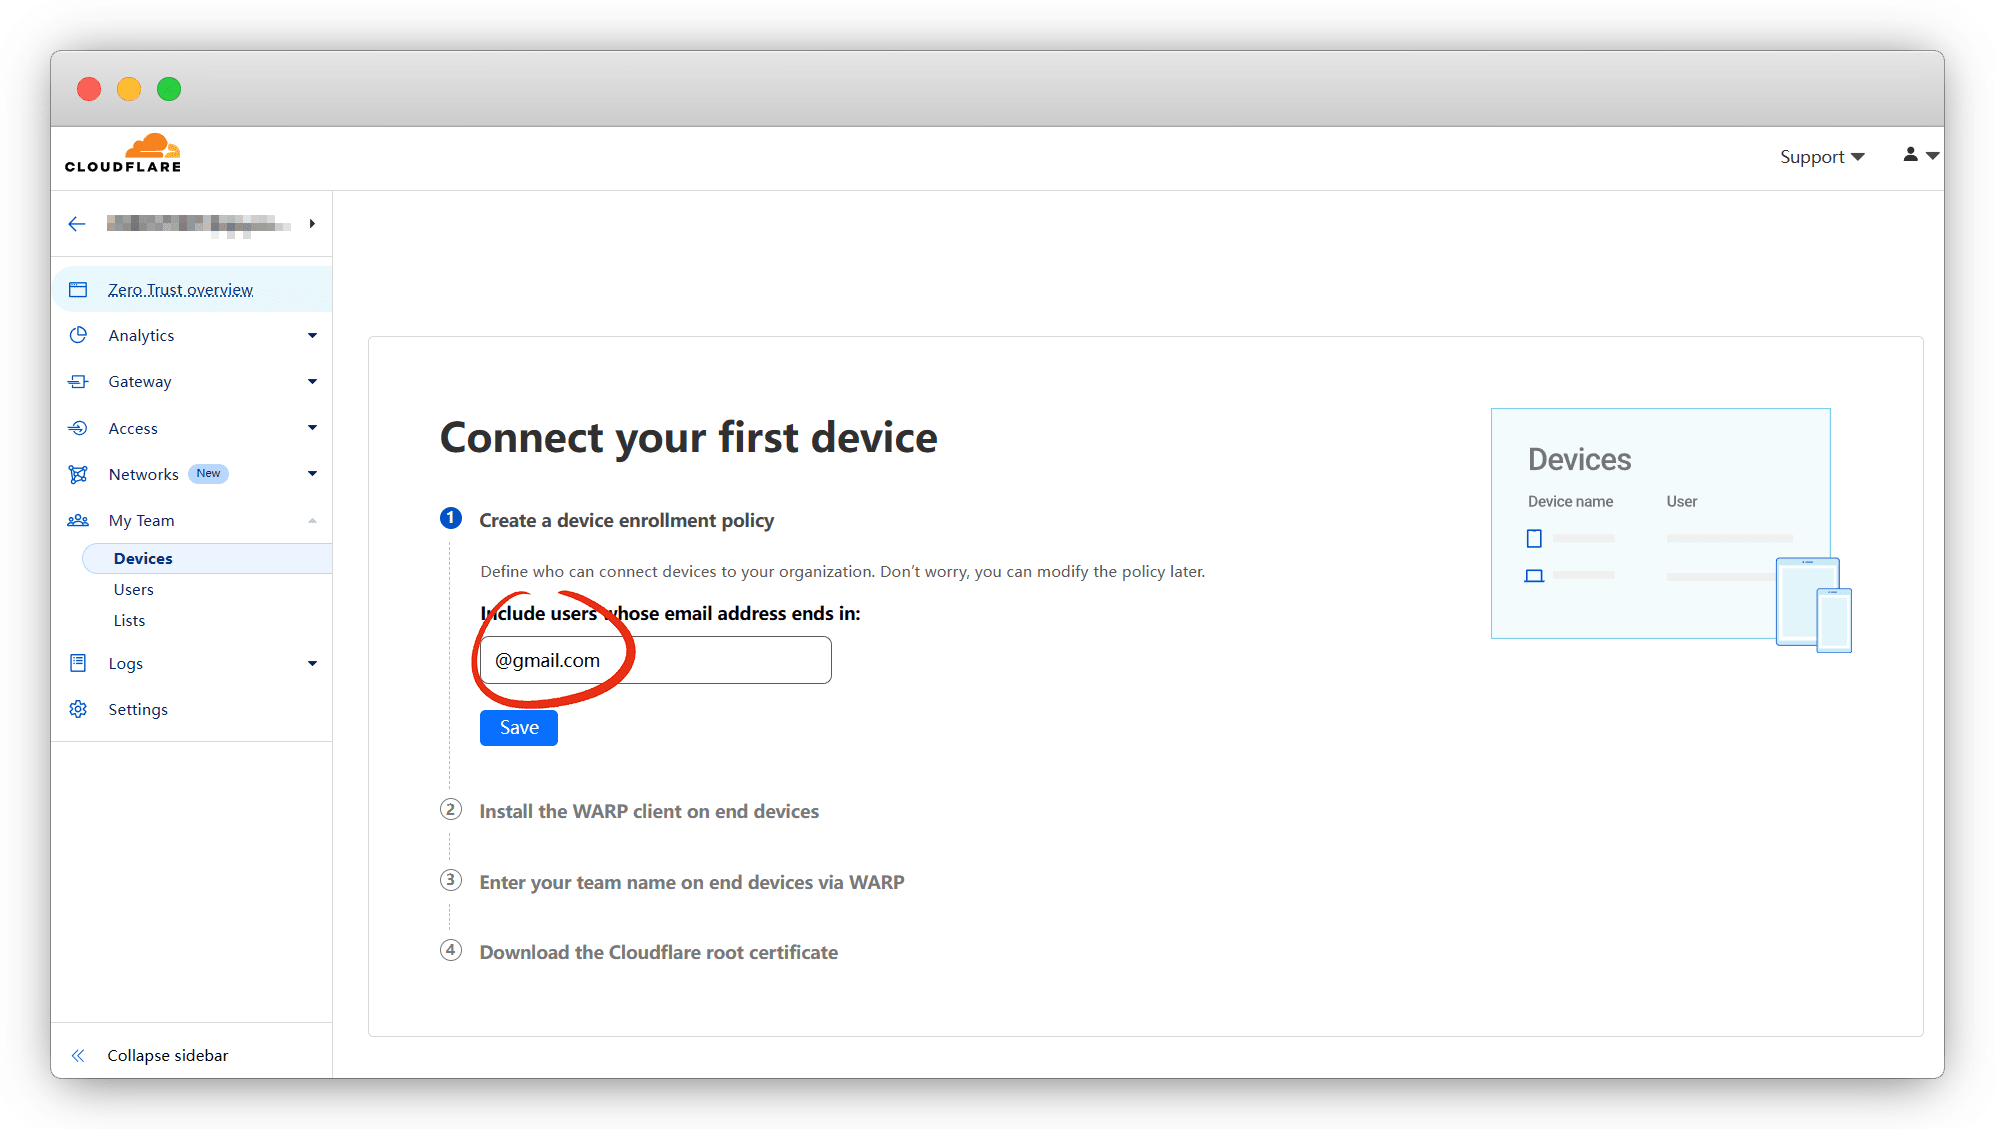 CLOUDFLARE
Support
Zero Trust overview
Analytics
Gateway
Access
Networks New
My Team
Devices
Users
Lists
Logs
Settings
Collapse sidebar
Connect your first device
1 Create a device enrollment policy
Define who can connect devices to your organization. Don’t worry, you can modify the policy later.
Include users whose email address ends in:
@gmail.com
Save
2 Install the WARP client on end devices
3 Enter your team name on end devices via WARP
4 Download the Cloudflare root certificate
Devices
Device name User